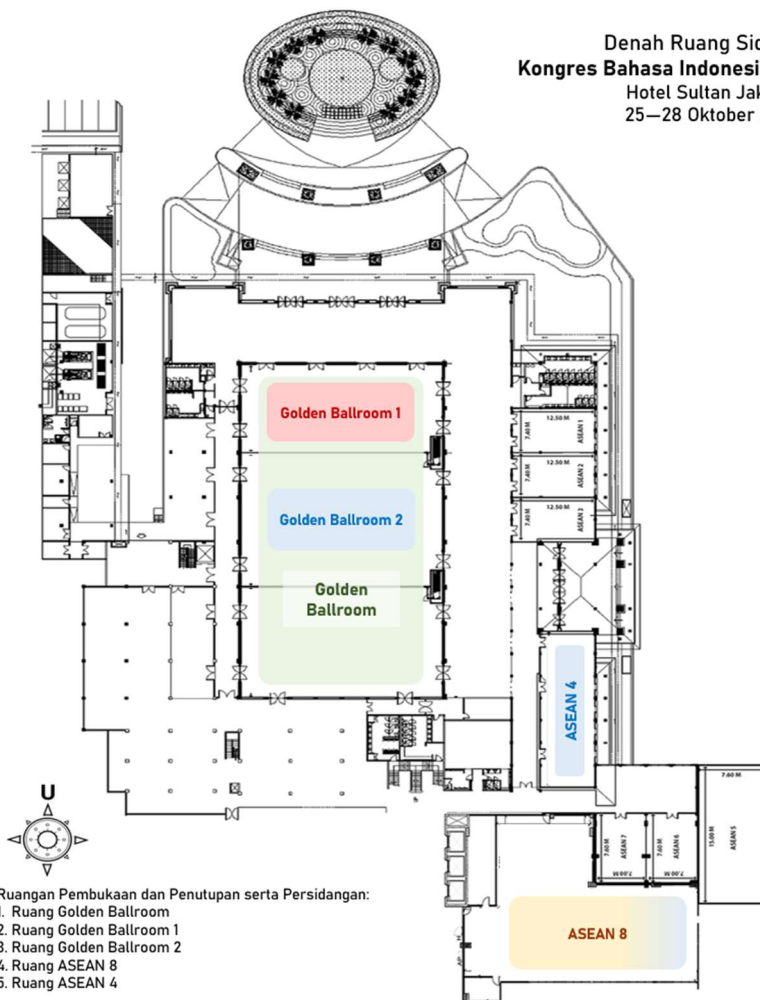 Denah Ruang
Kongres Bahasa
Hotel Sultan
25—28 Oktober
Golden Ballroom 1
Golden Ballroom 2
Golden
Ballroom
12.50 M
7.40 M
ASEAN 1
12.50 M
7.40 M
ASEAN 2
12.50 M
7.40 M
ASEAN 3
ASEAN 4
7.60 M
15.00 M
ASEAN 5
7.60 M
ASEAN 7
7.00 M
7.60 M
ASEAN 6
7.00 M
ASEAN 8
U
Ruangan Pembukaan dan Penutupan serta Persidangan:
Ruang Golden Ballroom
2. Ruang Golden Ballroom 1
3. Ruang Golden Ballroom 2
4. Ruang ASEAN 8
5. Ruang ASEAN 4